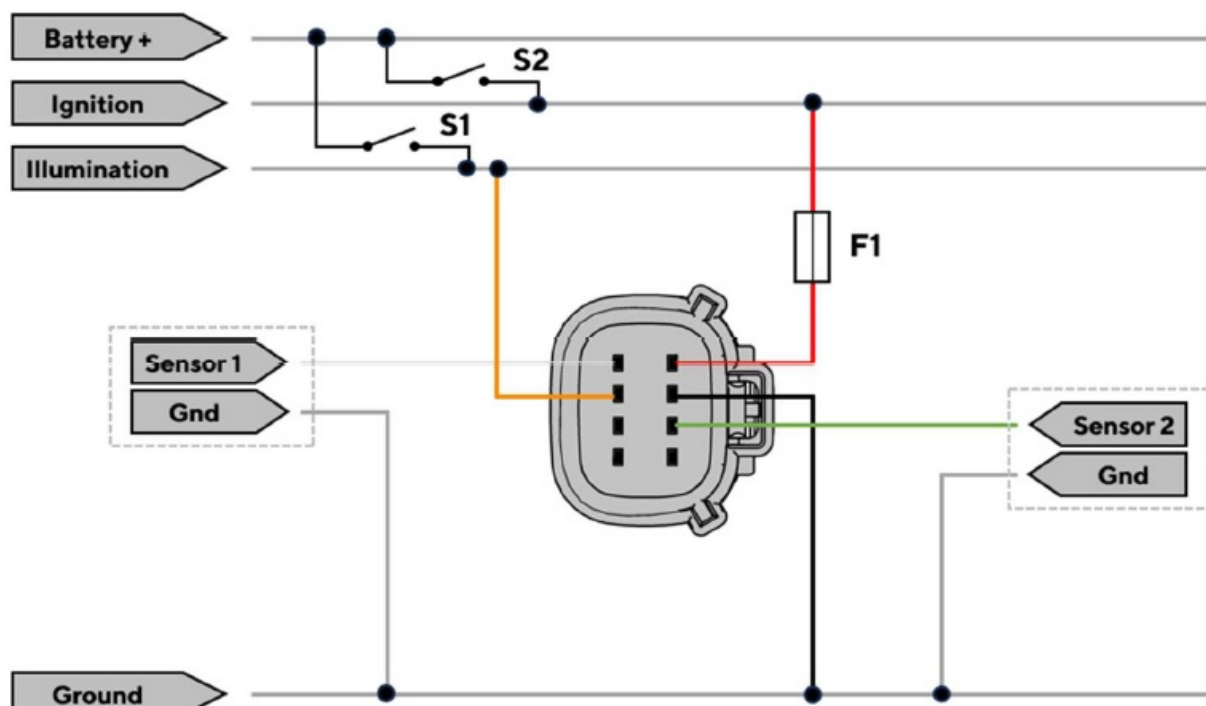 Battery +
S2
Ignition
S1
Illumination
F1
Sensor 1
Gnd
Sensor 2
Gnd
Ground